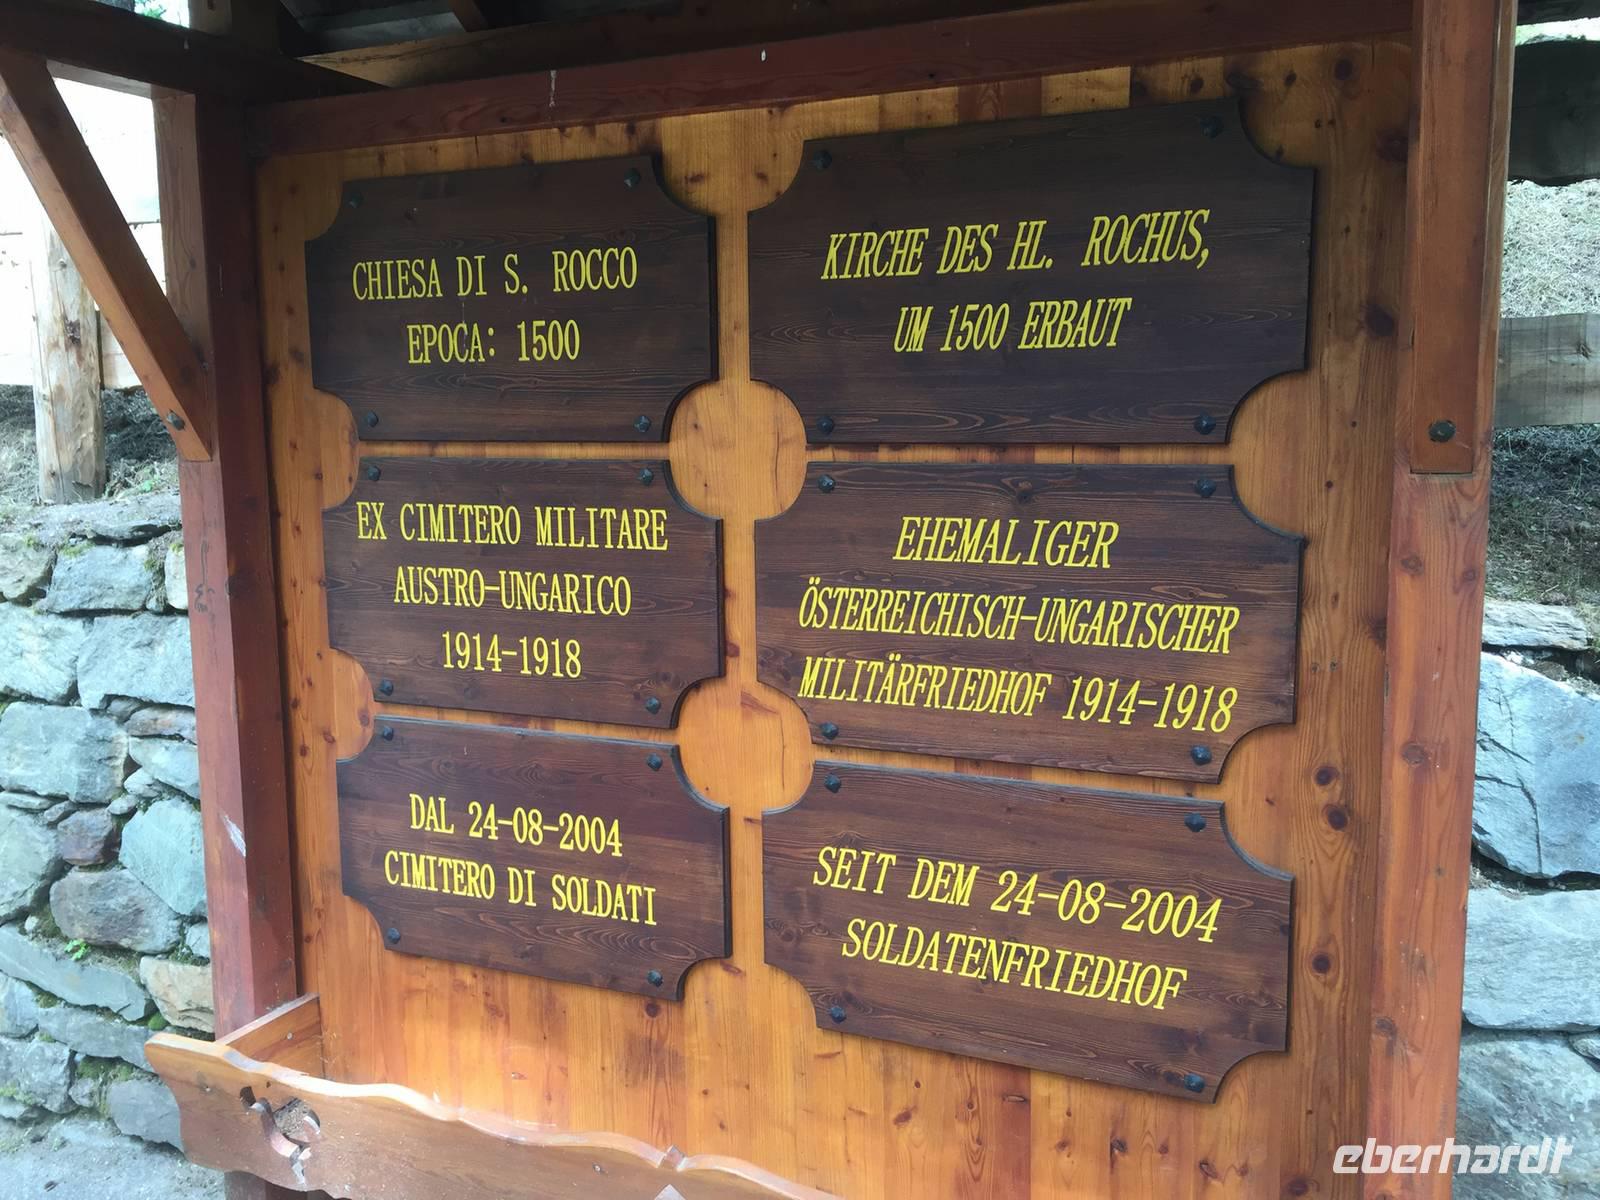 CHIESA DI S. ROCCO
EPOCA: 1500
KIRCHE DES HL. ROCHUS,
UM 1500 ERBAUT
EX CIMITERO MILITARE
AUSTRO-UNGARICO
1914-1918
EHEMALIGER
ÖSTERREICHISCH-UNGARISCHER
MILITÄRFRIEDHOF 1914-1918
DAL 24-08-2004
CIMITERO DI SOLDATI
SEIT DEM 24-08-2004
SOLDATENFRIEDHOF
eberhardt